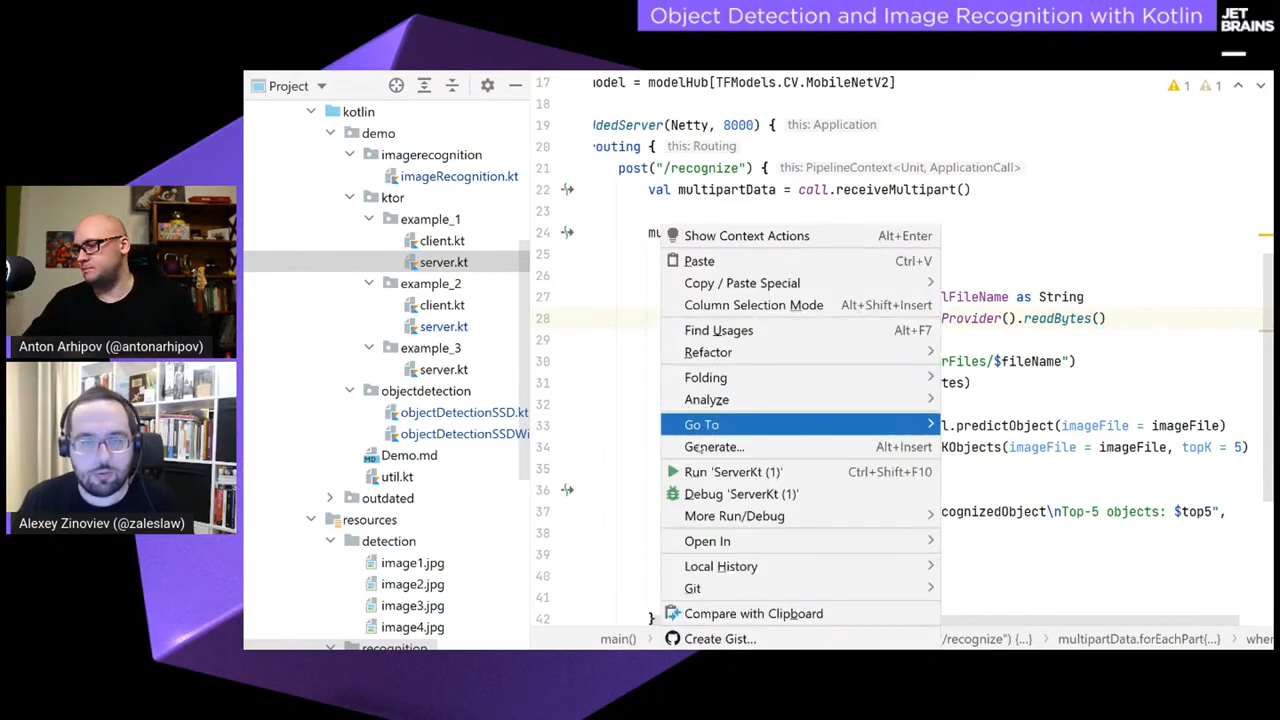 Object Detection and Image Recognition with Kotlin
JET
BRAINS
Anton Arhipov (@antonarhipov)
Alexey Zinoviev (@zaleslaw)
Project
kotlin
demo
imagerecognition
imageRecognition.kt
ktor
example_1
client.kt
server.kt
example_2
client.kt
server.kt
example_3
server.kt
objectdetection
objectDetectionSSD.kt
objectDetectionSSDWi
Demo.md
util.kt
outdated
resources
detection
image1.jpg
image2.jpg
image3.jpg
image4.jpg
recognition
1 1
17 model = modelHub[TFModels.CV.MobileNetV2]
18
19 ddedServer(Netty, 8000) { this: Application
20 routing { this: Routing
21 post("/recognize") { this: PipelineContext<Unit, ApplicationCall>
22 val multipartData = call.receiveMultipart()
23
24 mu
25
26
27 lFileName as String
28 Provider().readBytes()
29
30 rFiles/$fileName")
31 tes)
32
33 l.predictObject(imageFile = imageFile)
34 KObjects(imageFile = imageFile, topK = 5)
35
36
37 cognizedObject\nTop-5 objects: $top5",
38
39
40
41
42 }
Show Context Actions Alt+Enter
Paste Ctrl+V
Copy / Paste Special
Column Selection Mode Alt+Shift+Insert
Find Usages Alt+F7
Refactor
Folding
Analyze
Go To
Generate... Alt+Insert
Run 'ServerKt (1)' Ctrl+Shift+F10
Debug 'ServerKt (1)'
More Run/Debug
Open In
Local History
Git
Compare with Clipboard
Create Gist...
main() /recognize") {...} multipartData.forEachPart{...} when